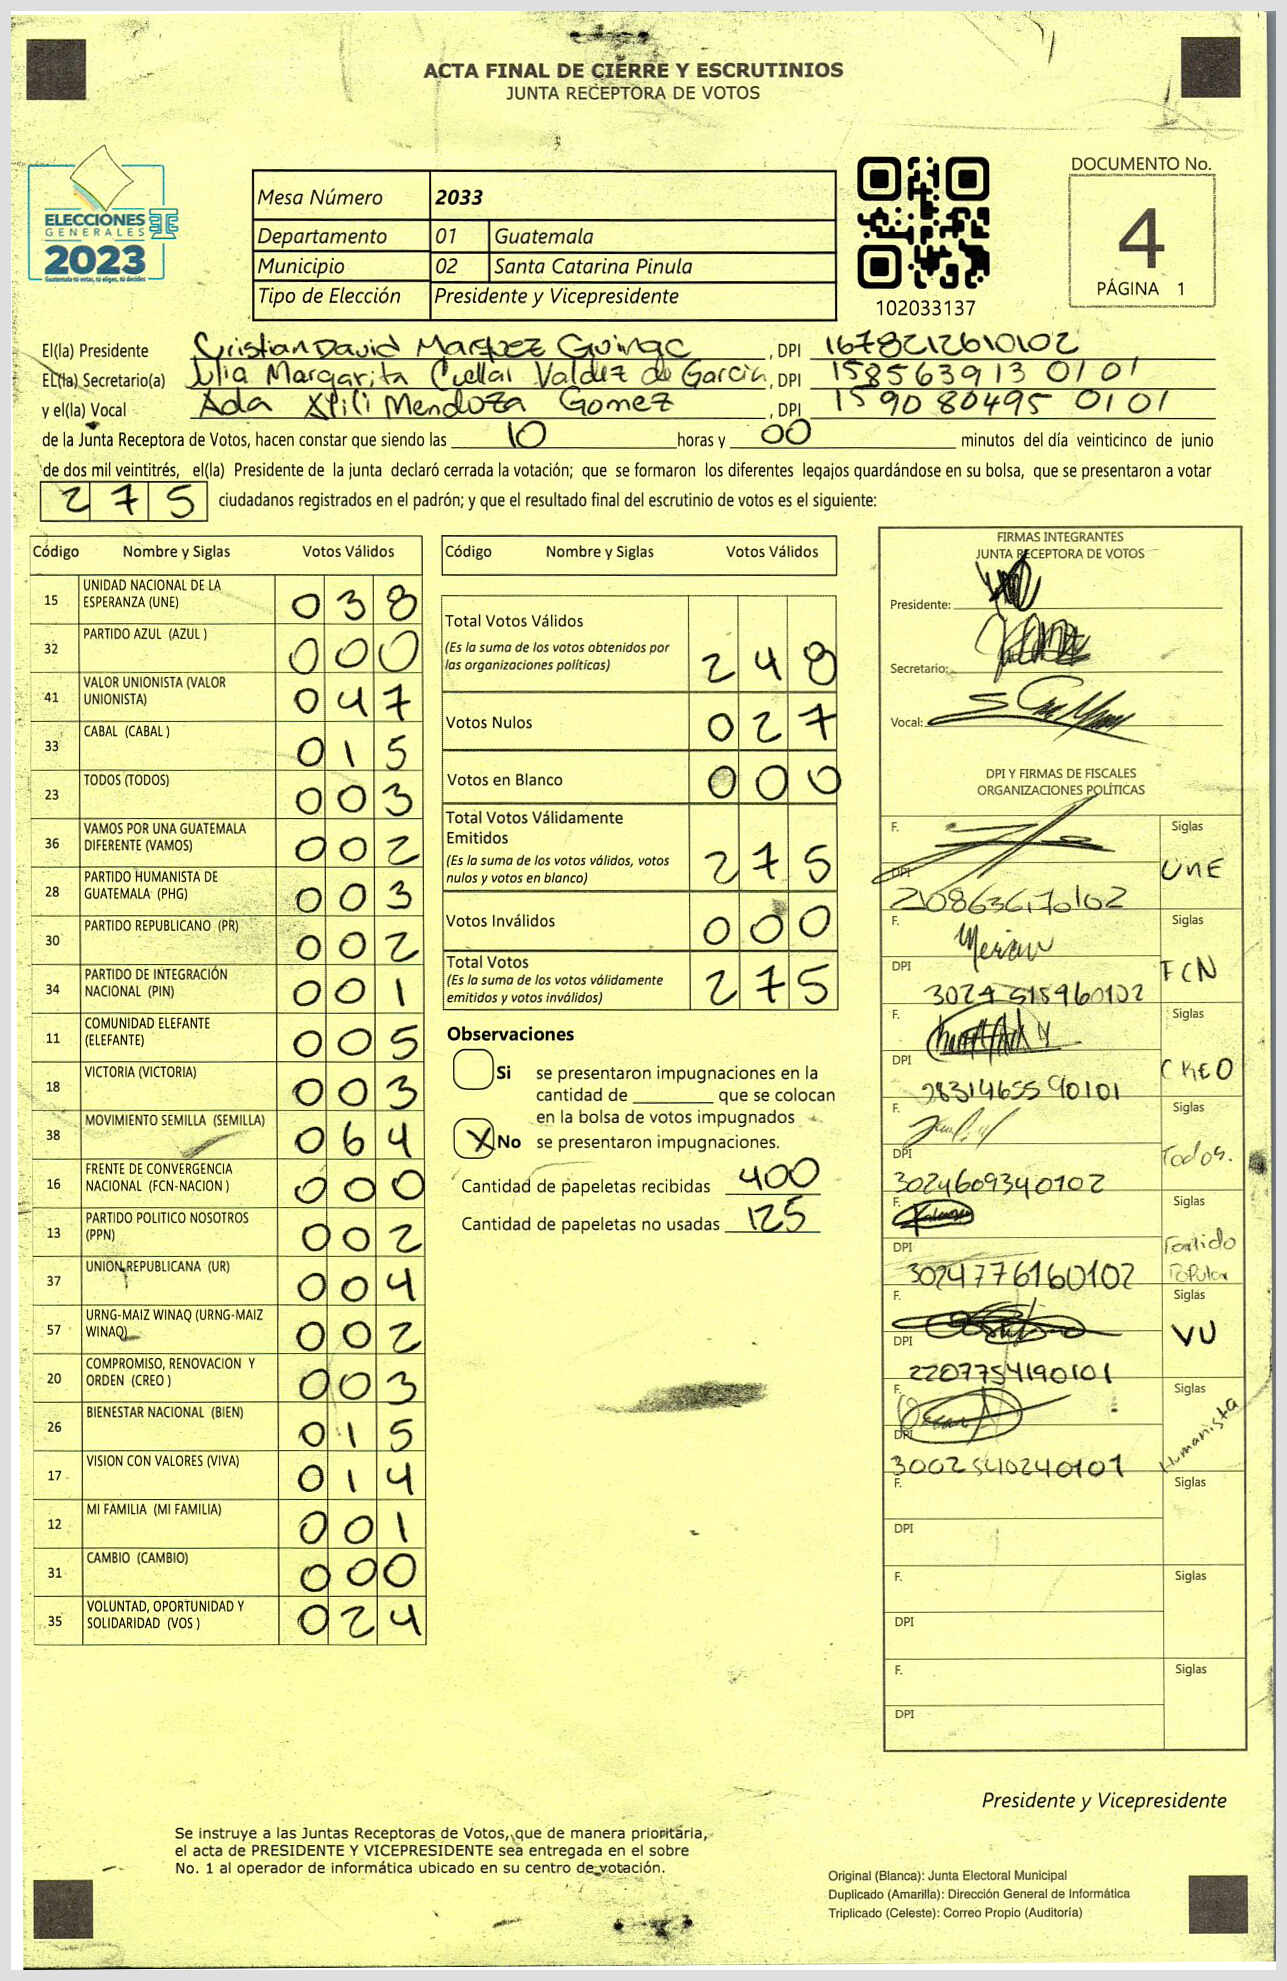 ACTA FINAL DE CIERRE Y ESCRUTINIOS
JUNTA RECEPTORA DE VOTOS
ELECCIONES
GENERALES
2023
Guatemala tú votas, tú eliges, tú decides
Mesa Número 2033
Departamento 01 Guatemala
Municipio 02 Santa Catarina Pinula
Tipo de Elección Presidente y Vicepresidente
102033137
DOCUMENTO No.
4
PÁGINA 1
El(la) Presidente Cristian David Marquez , DPI 1678212610102
EL(la) Secretario(a) Julia Margarita Cuellar Valdez de Garcia, DPI 158563913 0101
y el(la) Vocal Ada Mendoza Gomez , DPI 159080495 0101
de la Junta Receptora de Votos, hacen constar que siendo las 10 horas y 00 minutos del día veinticinco de junio
de dos mil veintitrés, el(la) Presidente de la junta declaró cerrada la votación; que se formaron los diferentes legajos guardándose en su bolsa, que se presentaron a votar
275 ciudadanos registrados en el padrón; y que el resultado final del escrutinio de votos es el siguiente:
Código Nombre y Siglas Votos Válidos
15 UNIDAD NACIONAL DE LA ESPERANZA (UNE) 038
32 PARTIDO AZUL (AZUL ) 000
41 VALOR UNIONISTA (VALOR UNIONISTA) 047
33 CABAL (CABAL ) 015
23 TODOS (TODOS) 003
36 VAMOS POR UNA GUATEMALA DIFERENTE (VAMOS) 002
28 PARTIDO HUMANISTA DE GUATEMALA (PHG) 003
30 PARTIDO REPUBLICANO (PR) 002
34 PARTIDO DE INTEGRACIÓN NACIONAL (PIN) 001
11 COMUNIDAD ELEFANTE (ELEFANTE) 005
18 VICTORIA (VICTORIA) 003
38 MOVIMIENTO SEMILLA (SEMILLA) 064
16 FRENTE DE CONVERGENCIA NACIONAL (FCN-NACION ) 000
13 PARTIDO POLITICO NOSOTROS (PPN) 002
37 UNION REPUBLICANA (UR) 004
57 URNG-MAIZ WINAQ (URNG-MAIZ WINAQ) 002
20 COMPROMISO, RENOVACION Y ORDEN (CREO ) 003
26 BIENESTAR NACIONAL (BIEN) 015
17 VISION CON VALORES (VIVA) 014
12 MI FAMILIA (MI FAMILIA) 001
31 CAMBIO (CAMBIO) 000
35 VOLUNTAD, OPORTUNIDAD Y SOLIDARIDAD (VOS ) 024
Código Nombre y Siglas Votos Válidos
Total Votos Válidos 248
(Es la suma de los votos obtenidos por
las organizaciones políticas)
Votos Nulos 027
Votos en Blanco 000
Total Votos Válidamente
Emitidos 275
(Es la suma de los votos válidos, votos
nulos y votos en blanco)
Votos Inválidos 000
Total Votos 275
(Es la suma de los votos válidamente
emitidos y votos inválidos)
Observaciones
Si se presentaron impugnaciones en la
cantidad de ________ que se colocan
en la bolsa de votos impugnados
X No se presentaron impugnaciones.
Cantidad de papeletas recibidas 400
Cantidad de papeletas no usadas 125
FIRMAS INTEGRANTES
JUNTA RECEPTORA DE VOTOS
Presidente:
Secretario:
Vocal:
DPI Y FIRMAS DE FISCALES
ORGANIZACIONES POLÍTICAS
F. Siglas
UNE
DPI
F. Siglas
FCN
DPI
F. Siglas
CREO
DPI
F. Siglas
Todos.
DPI 3024609340102
F. Siglas
Partido
Popular
DPI 3024776160102
F. Siglas
VU
DPI 2207754190101
F. Siglas
Humanista
DPI 3002540240101
F. Siglas
DPI
F. Siglas
DPI
F. Siglas
DPI
Presidente y Vicepresidente
Se instruye a las Juntas Receptoras de Votos, que de manera prioritaria,
el acta de PRESIDENTE Y VICEPRESIDENTE sea entregada en el sobre
No. 1 al operador de informática ubicado en su centro de votación.
Original (Blanca): Junta Electoral Municipal
Duplicado (Amarilla): Dirección General de Informática
Triplicado (Celeste): Correo Propio (Auditoría)